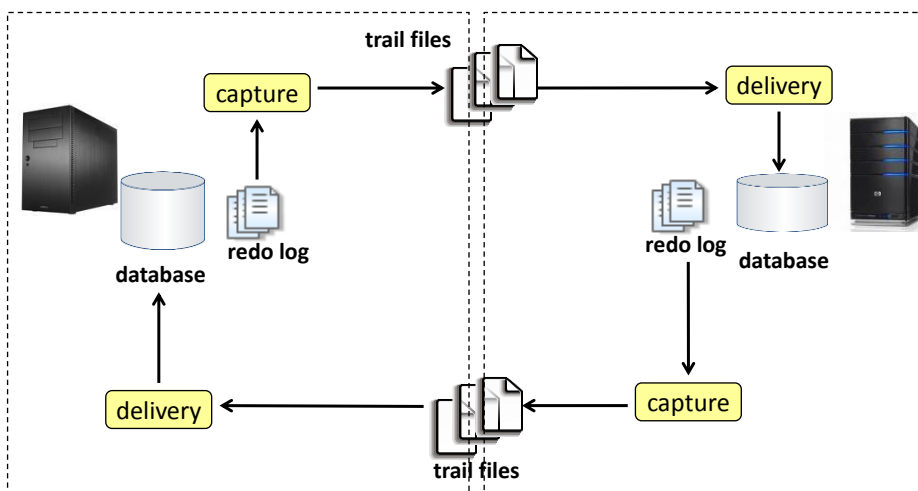 trail files
capture
delivery
redo log
database
redo log
database
delivery
capture
trail files